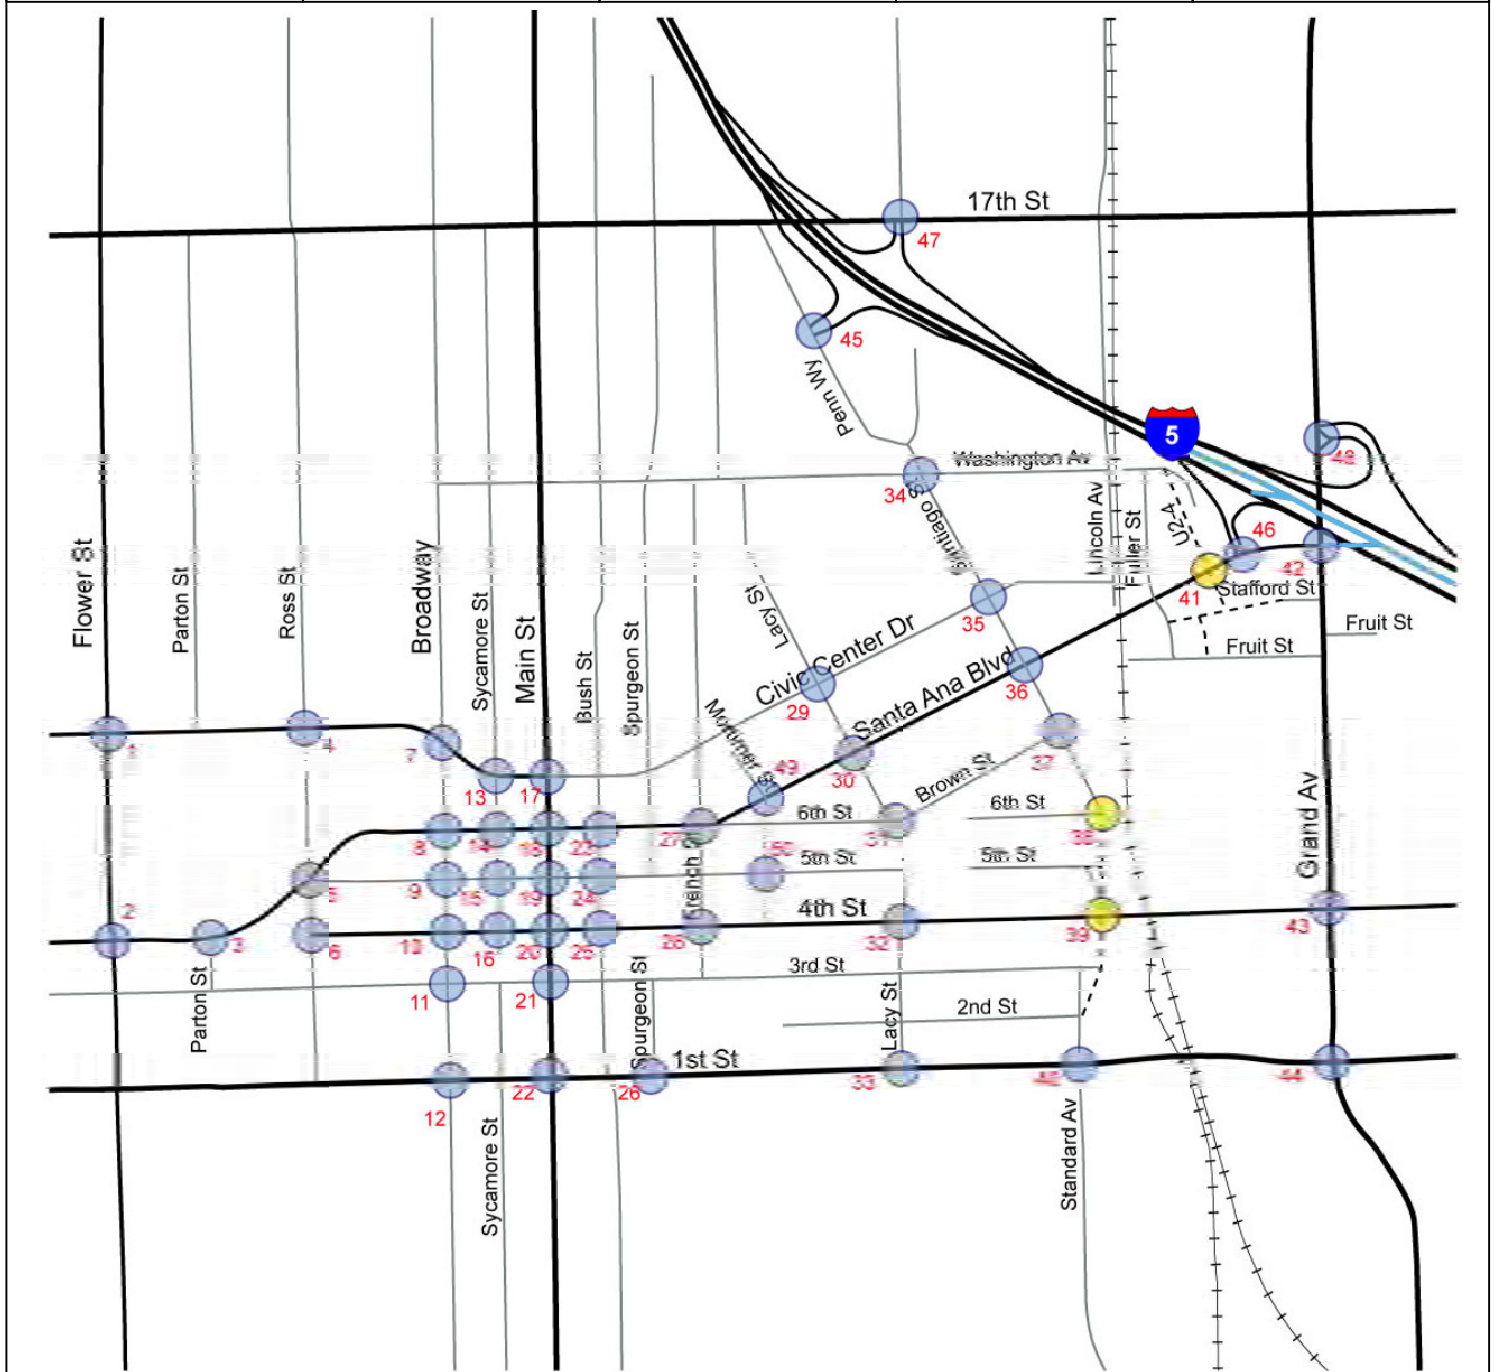 17th St
47
45
Penn Wy
5
48
Washington Av
34
Santiago St
Lincoln Av
Fuller St
U2-4
46
42
41
Stafford St
Fruit St
Fruit St
Flower St
Parton St
Ross St
Broadway
Sycamore St
Main St
Bush St
Spurgeon St
Lacy St
35
Civic Center Dr
29
Santa Ana Blvd
36
1
4
7
13
17
49
30
37
Brown St
6th St
6th St
8
14
18
23
27
31
38
5th St
5th St
5
9
15
19
24
French St
4th St
2
3
6
10
16
20
25
28
32
39
43
Grand Av
3rd St
11
21
Parton St
Spurgeon St
Lacy St
2nd St
1st St
12
22
26
33
40
44
Sycamore St
Standard Av